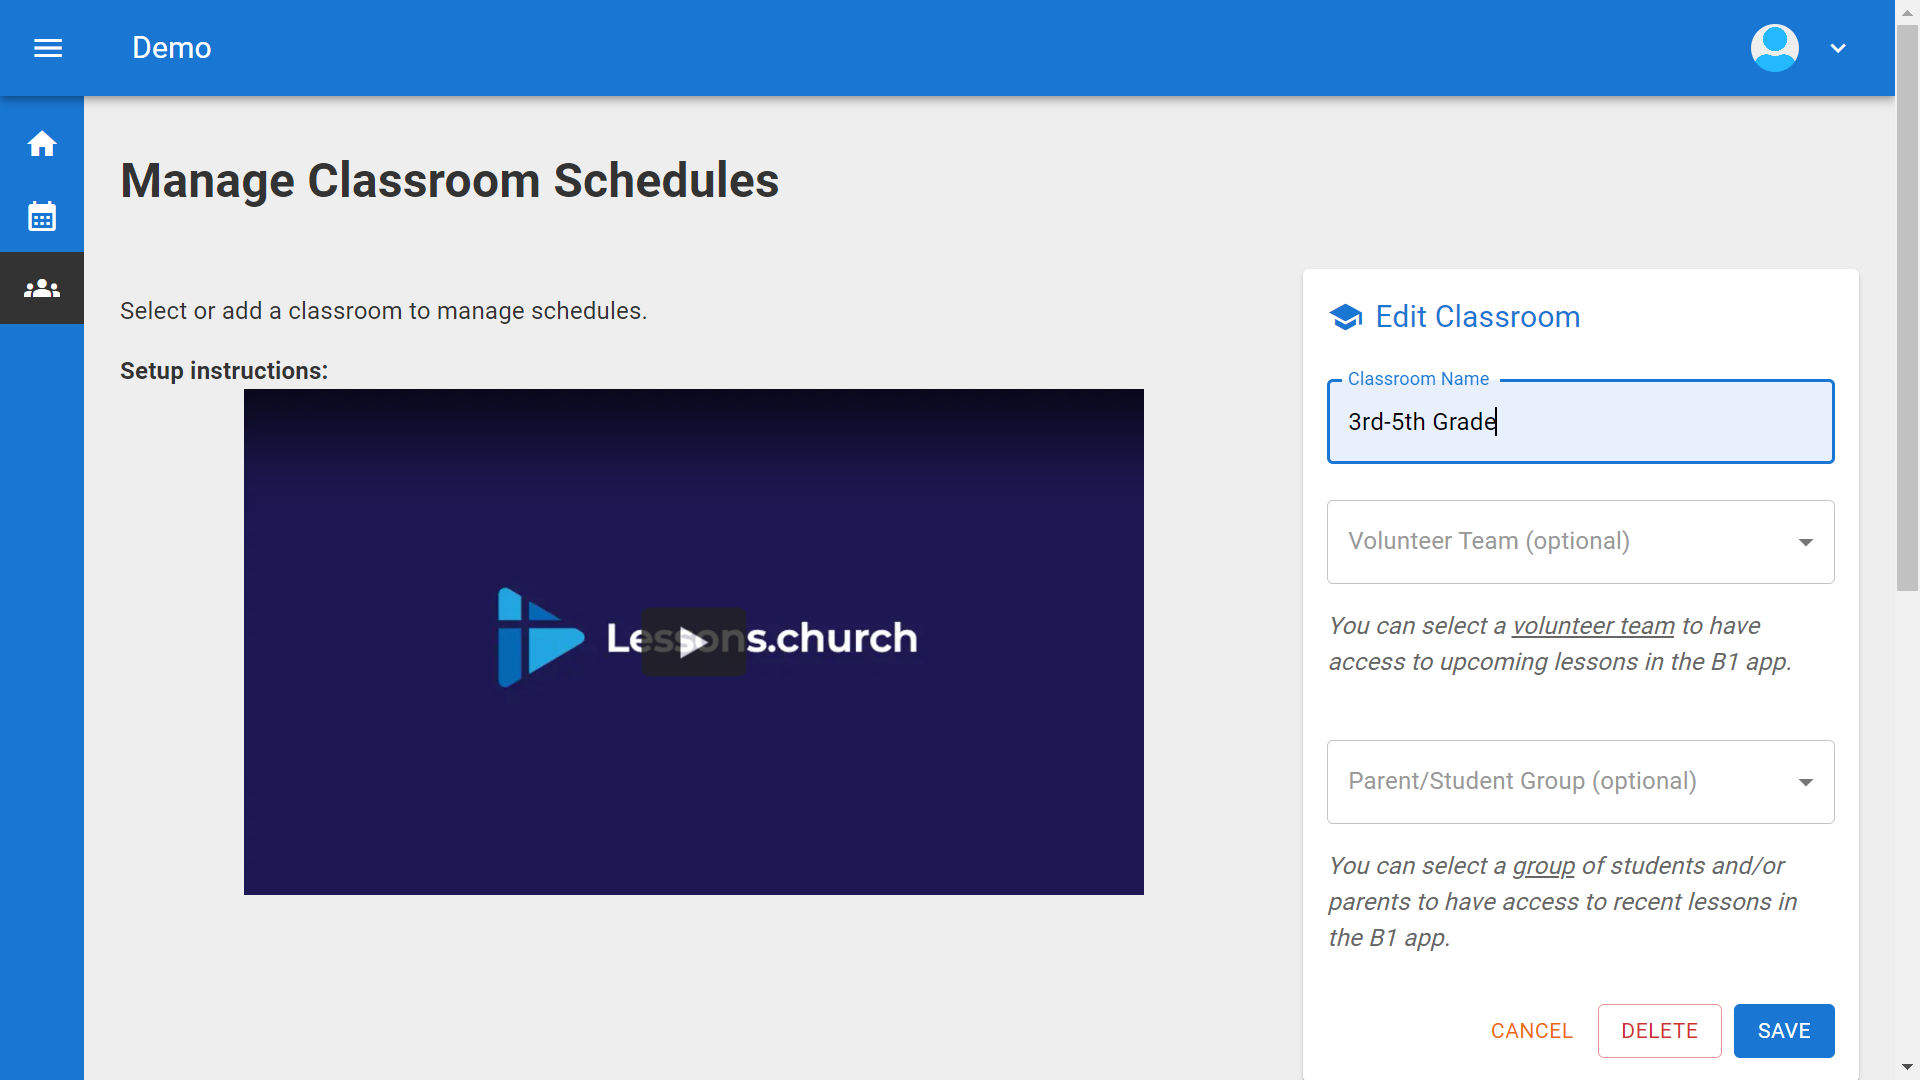 Demo
Manage Classroom Schedules
Select or add a classroom to manage schedules.
Setup instructions:
Lessons.church
Edit Classroom
Classroom Name
3rd-5th Grade
Volunteer Team (optional)
You can select a volunteer team to have
access to upcoming lessons in the B1 app.
Parent/Student Group (optional)
You can select a group of students and/or
parents to have access to recent lessons in
the B1 app.
CANCEL
DELETE
SAVE